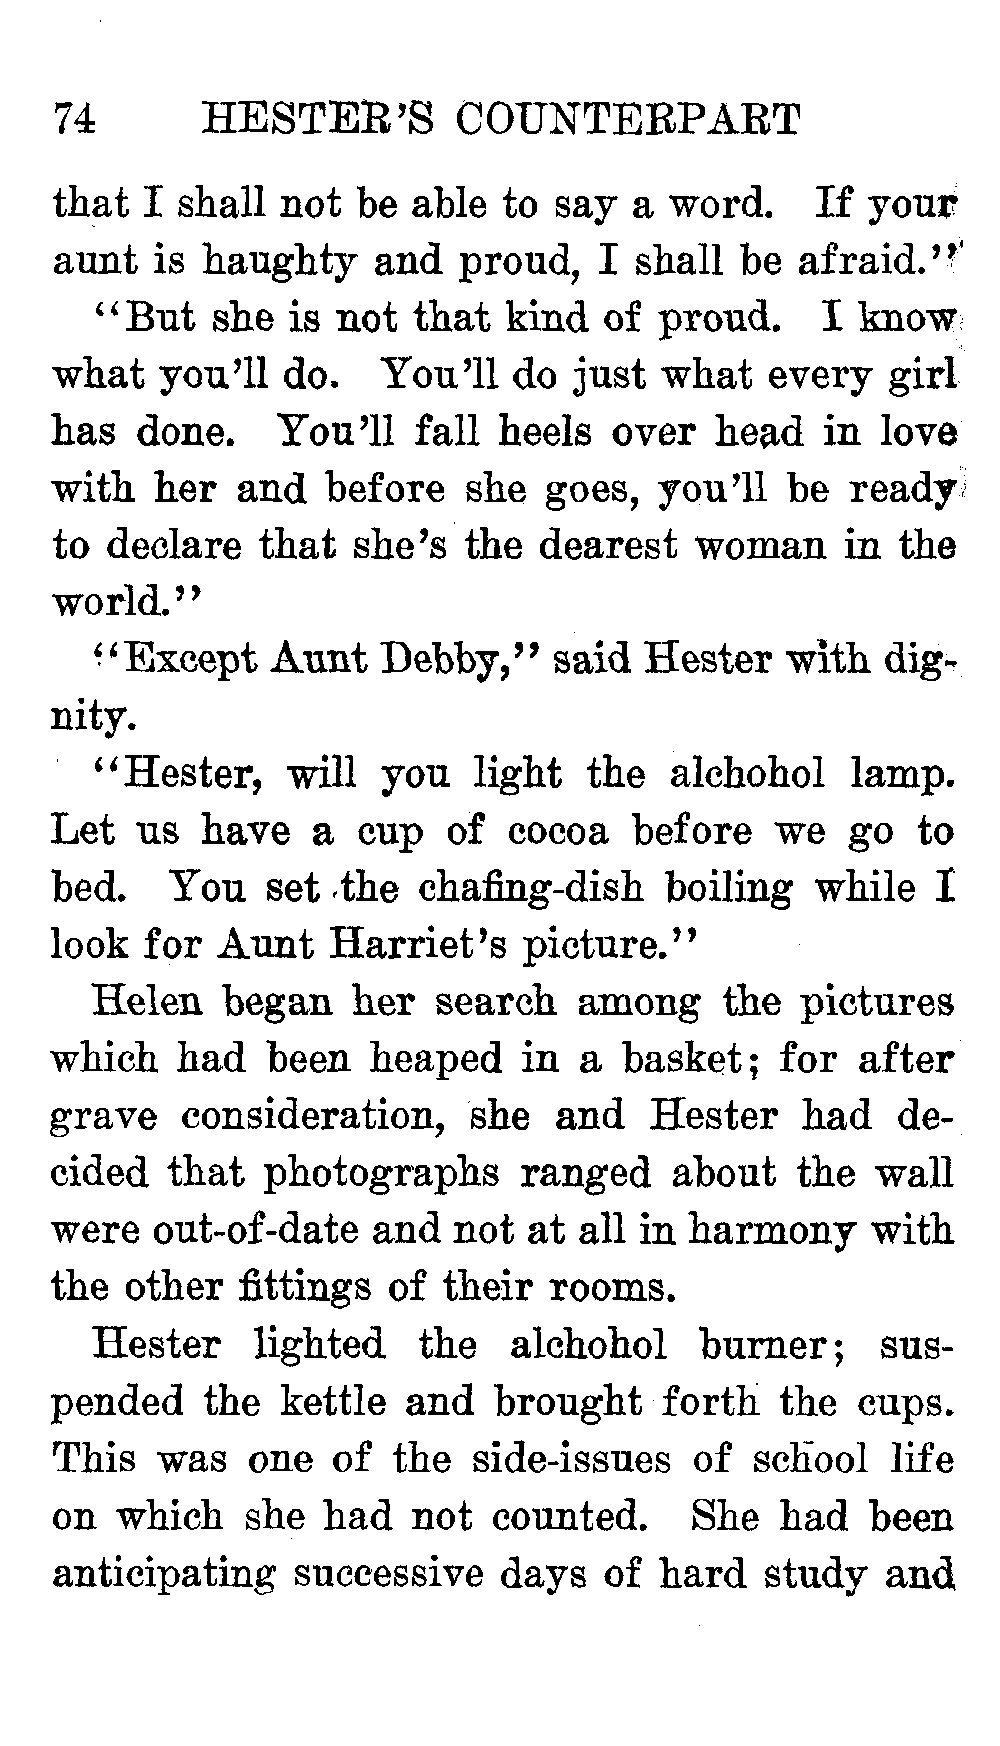 74 HESTER'S COUNTERPART
that I shall not be able to say a word. If your
aunt is haughty and proud, I shall be afraid."
"But she is not that kind of proud. I know
what you'll do. You'll do just what every girl
has done. You'll fall heels over head in love
with her and before she goes, you'll be ready
to declare that she's the dearest woman in the
world."
"Except Aunt Debby," said Hester with dig-
nity.
"Hester, will you light the alchohol lamp.
Let us have a cup of cocoa before we go to
bed. You set the chafing-dish boiling while I
look for Aunt Harriet's picture."
Helen began her search among the pictures
which had been heaped in a basket; for after
grave consideration, she and Hester had de-
cided that photographs ranged about the wall
were out-of-date and not at all in harmony with
the other fittings of their rooms.
Hester lighted the alchohol burner; sus-
pended the kettle and brought forth the cups.
This was one of the side-issues of school life
on which she had not counted. She had been
anticipating successive days of hard study and